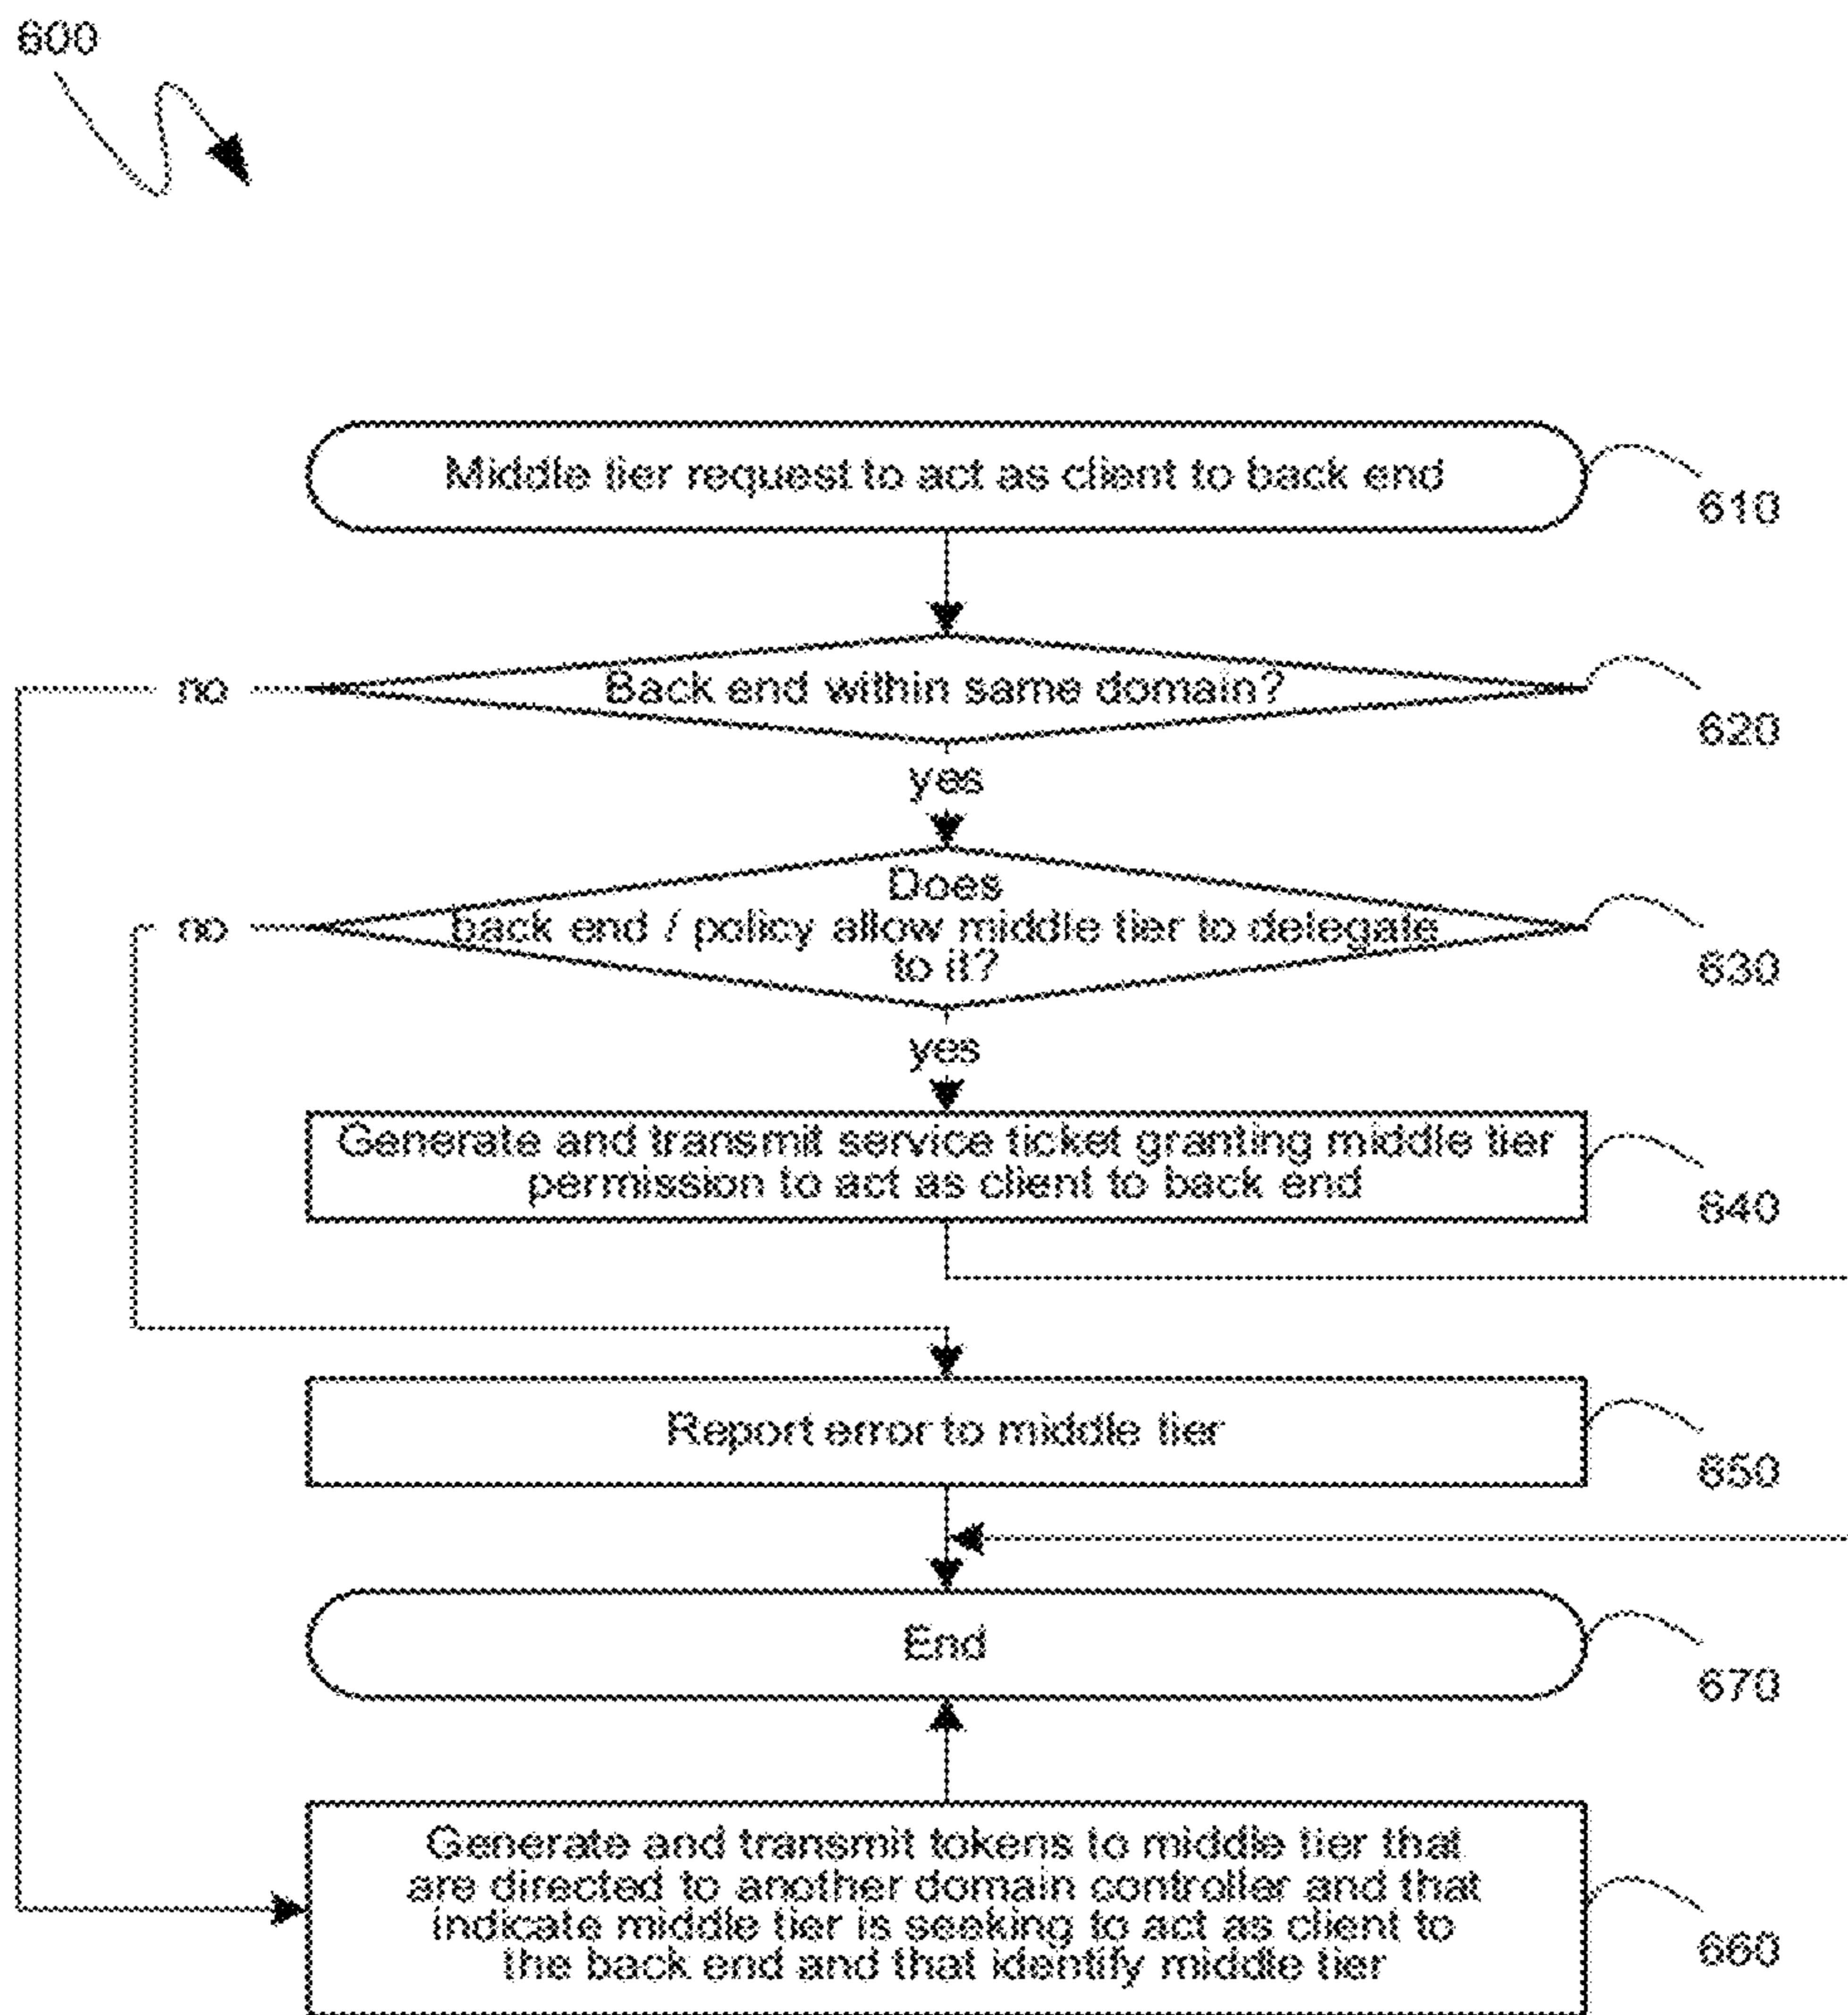 600
Middle tier request to act as client to back end
610
Back end within same domain?
no
620
yes
Does
back end / policy allow middle tier to delegate
to it?
no
630
yes
Generate and transmit service ticket granting middle tier
permission to act as client to back end
640
Report error to middle tier
650
End
670
Generate and transmit tokens to middle tier that
are directed to another domain controller and that
indicate middle tier is seeking to act as client to
the back end and that identify middle tier
660